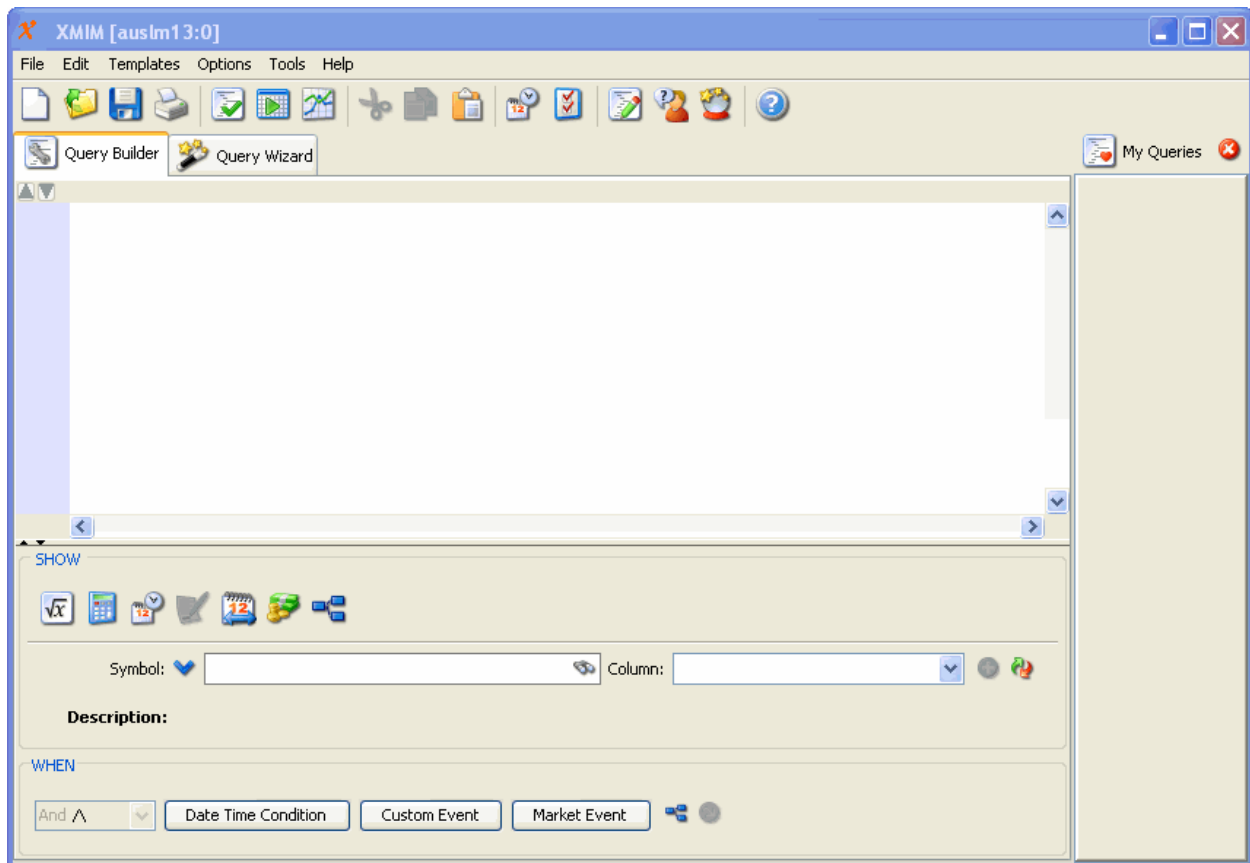 XMIM [auslm13:0]
File Edit Templates Options Tools Help
Query Builder Query Wizard My Queries
SHOW
Symbol: Column:
Description:
WHEN
And ∧ Date Time Condition Custom Event Market Event